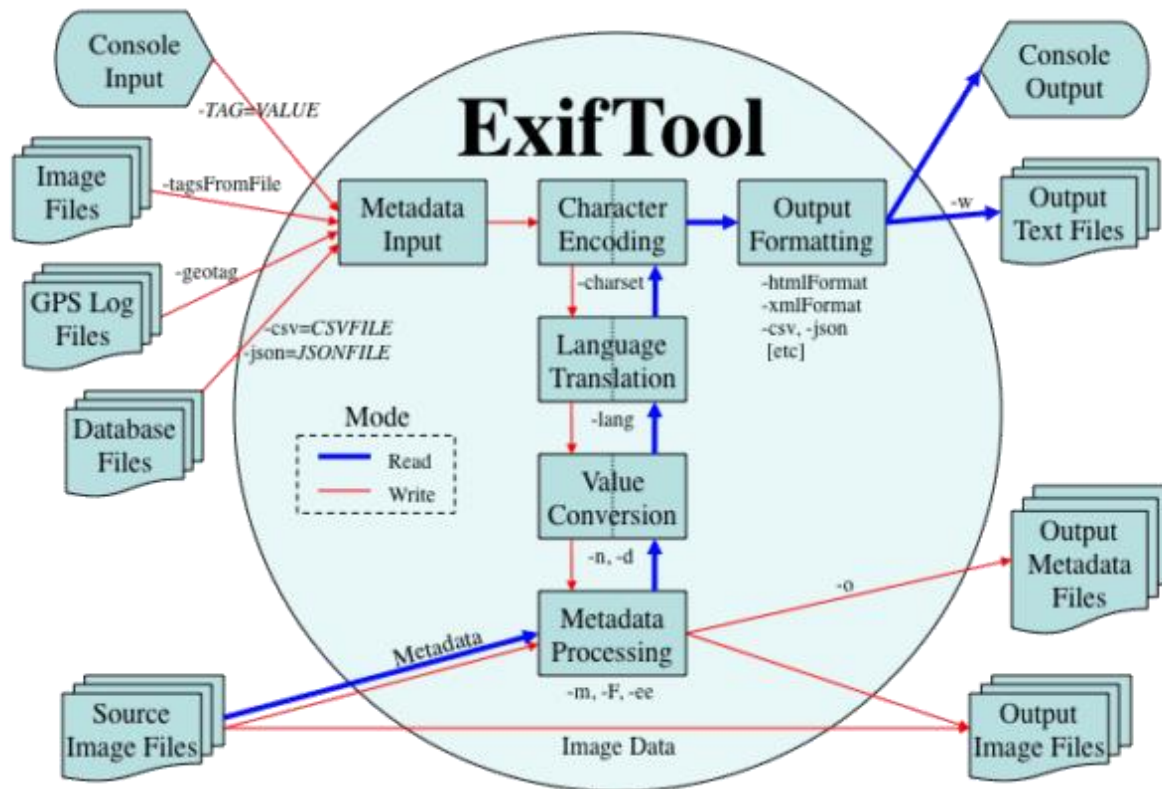 Console
Input
Console
Output
ExifTool
-TAG=VALUE
Image
Files
-tagsFromFile
Metadata
Input
Character
Encoding
Output
Formatting
-w
Output
Text Files
-geotag
GPS Log
Files
-charset
-htmlFormat
-xmlFormat
-csv, -json
[etc]
-csv=CSVFILE
-json=JSONFILE
Language
Translation
Database
Files
Mode
Read
Write
-lang
Value
Conversion
-n, -d
Output
Metadata
Files
-o
Metadata
Metadata
Processing
-m, -F, -ee
Source
Image Files
Image Data
Output
Image Files